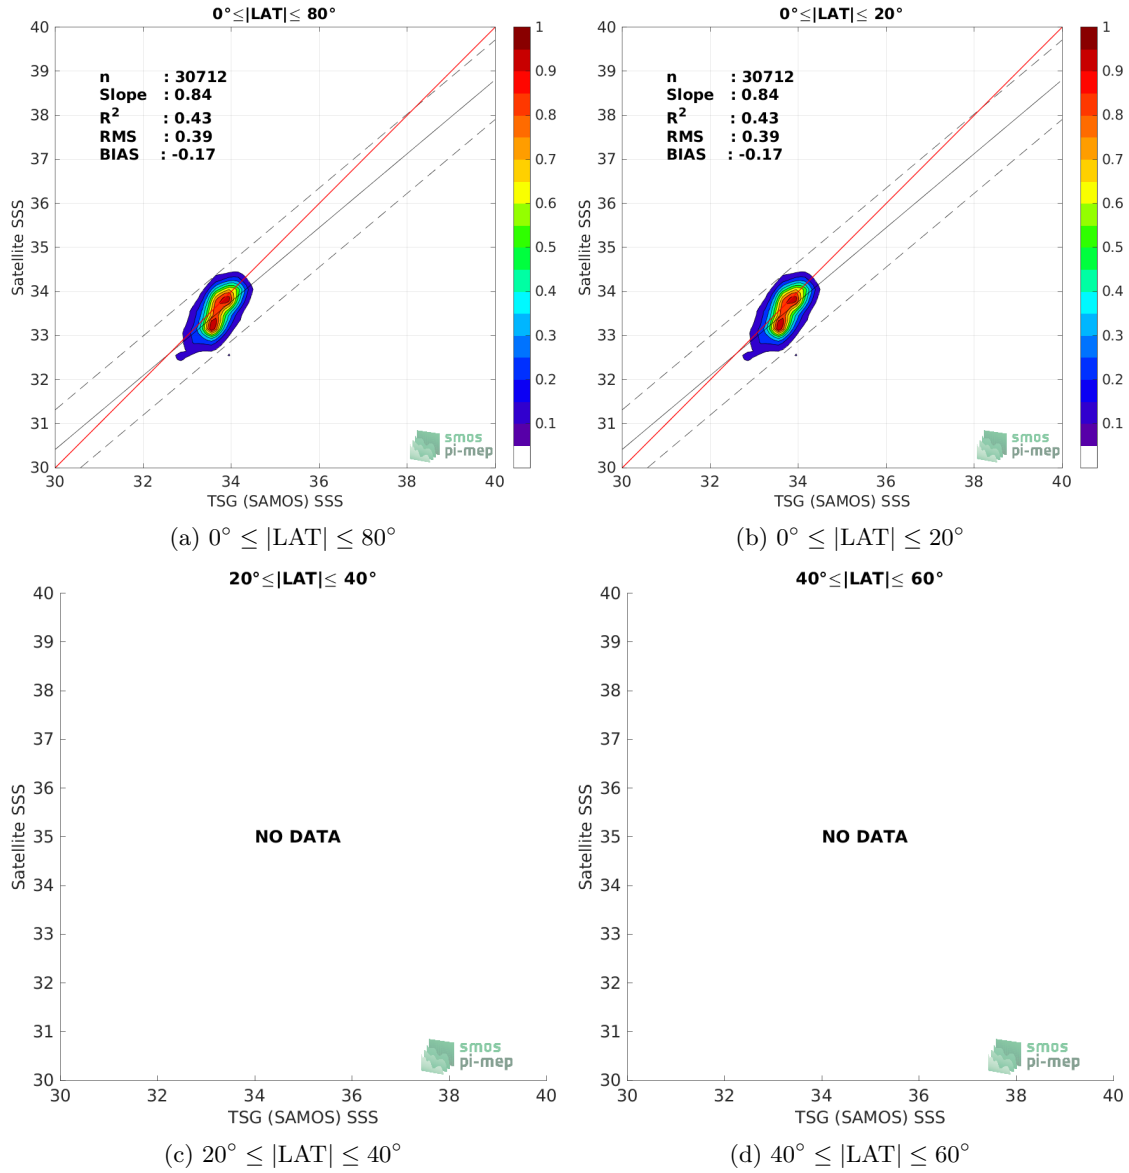 0°≤|LAT|≤ 80°
40
39
38
37
36
35
34
33
32
31
30
Satellite SSS
n : 30712
Slope : 0.84
R² : 0.43
RMS : 0.39
BIAS : -0.17
smos
pi-mep
30 32 34 36 38 40
TSG (SAMOS) SSS
1
0.9
0.8
0.7
0.6
0.5
0.4
0.3
0.2
0.1
(a) 0° ≤ |LAT| ≤ 80°
0°≤|LAT|≤ 20°
40
39
38
37
36
35
34
33
32
31
30
Satellite SSS
n : 30712
Slope : 0.84
R² : 0.43
RMS : 0.39
BIAS : -0.17
smos
pi-mep
30 32 34 36 38 40
TSG (SAMOS) SSS
1
0.9
0.8
0.7
0.6
0.5
0.4
0.3
0.2
0.1
(b) 0° ≤ |LAT| ≤ 20°
20°≤|LAT|≤ 40°
40
39
38
37
36
35
34
33
32
31
30
Satellite SSS
NO DATA
smos
pi-mep
30 32 34 36 38 40
TSG (SAMOS) SSS
(c) 20° ≤ |LAT| ≤ 40°
40°≤|LAT|≤ 60°
40
39
38
37
36
35
34
33
32
31
30
Satellite SSS
NO DATA
smos
pi-mep
30 32 34 36 38 40
TSG (SAMOS) SSS
(d) 40° ≤ |LAT| ≤ 60°